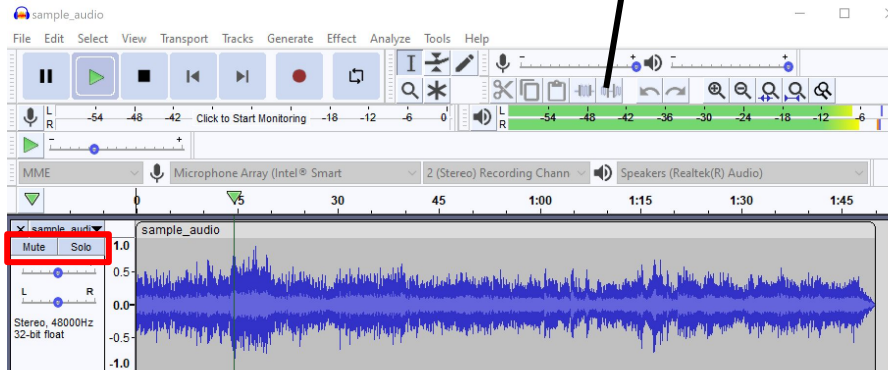 sample_audio
File Edit Select View Transport Tracks Generate Effect Analyze Tools Help
- + - +
L R -54 -48 -42 Click to Start Monitoring -18 -12 -6 0 L R -54 -48 -42 -36 -30 -24 -18 -12 -6
- +
MME Microphone Array (Intel® Smart 2 (Stereo) Recording Chann Speakers (Realtek(R) Audio)
0 15 30 45 1:00 1:15 1:30 1:45
X sample_audi sample_audio
Mute Solo 1.0
0.5
L R
0.0
Stereo, 48000Hz
32-bit float
-0.5
-1.0